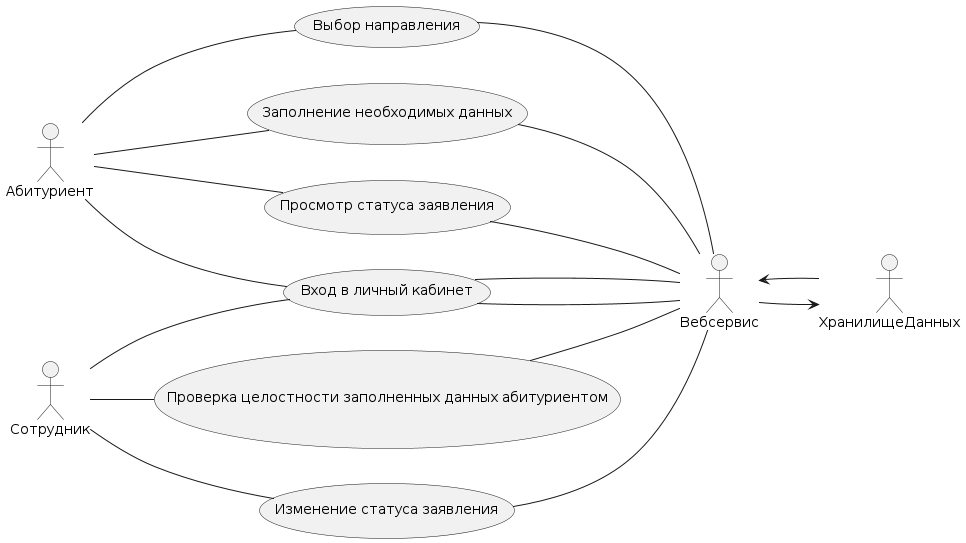 Выбор направления
Заполнение необходимых данных
Абитуриент
Просмотр статуса заявления
Вход в личный кабинет
Вебсервис
ХранилищеДанных
Проверка целостности заполненных данных абитуриентом
Сотрудник
Изменение статуса заявления